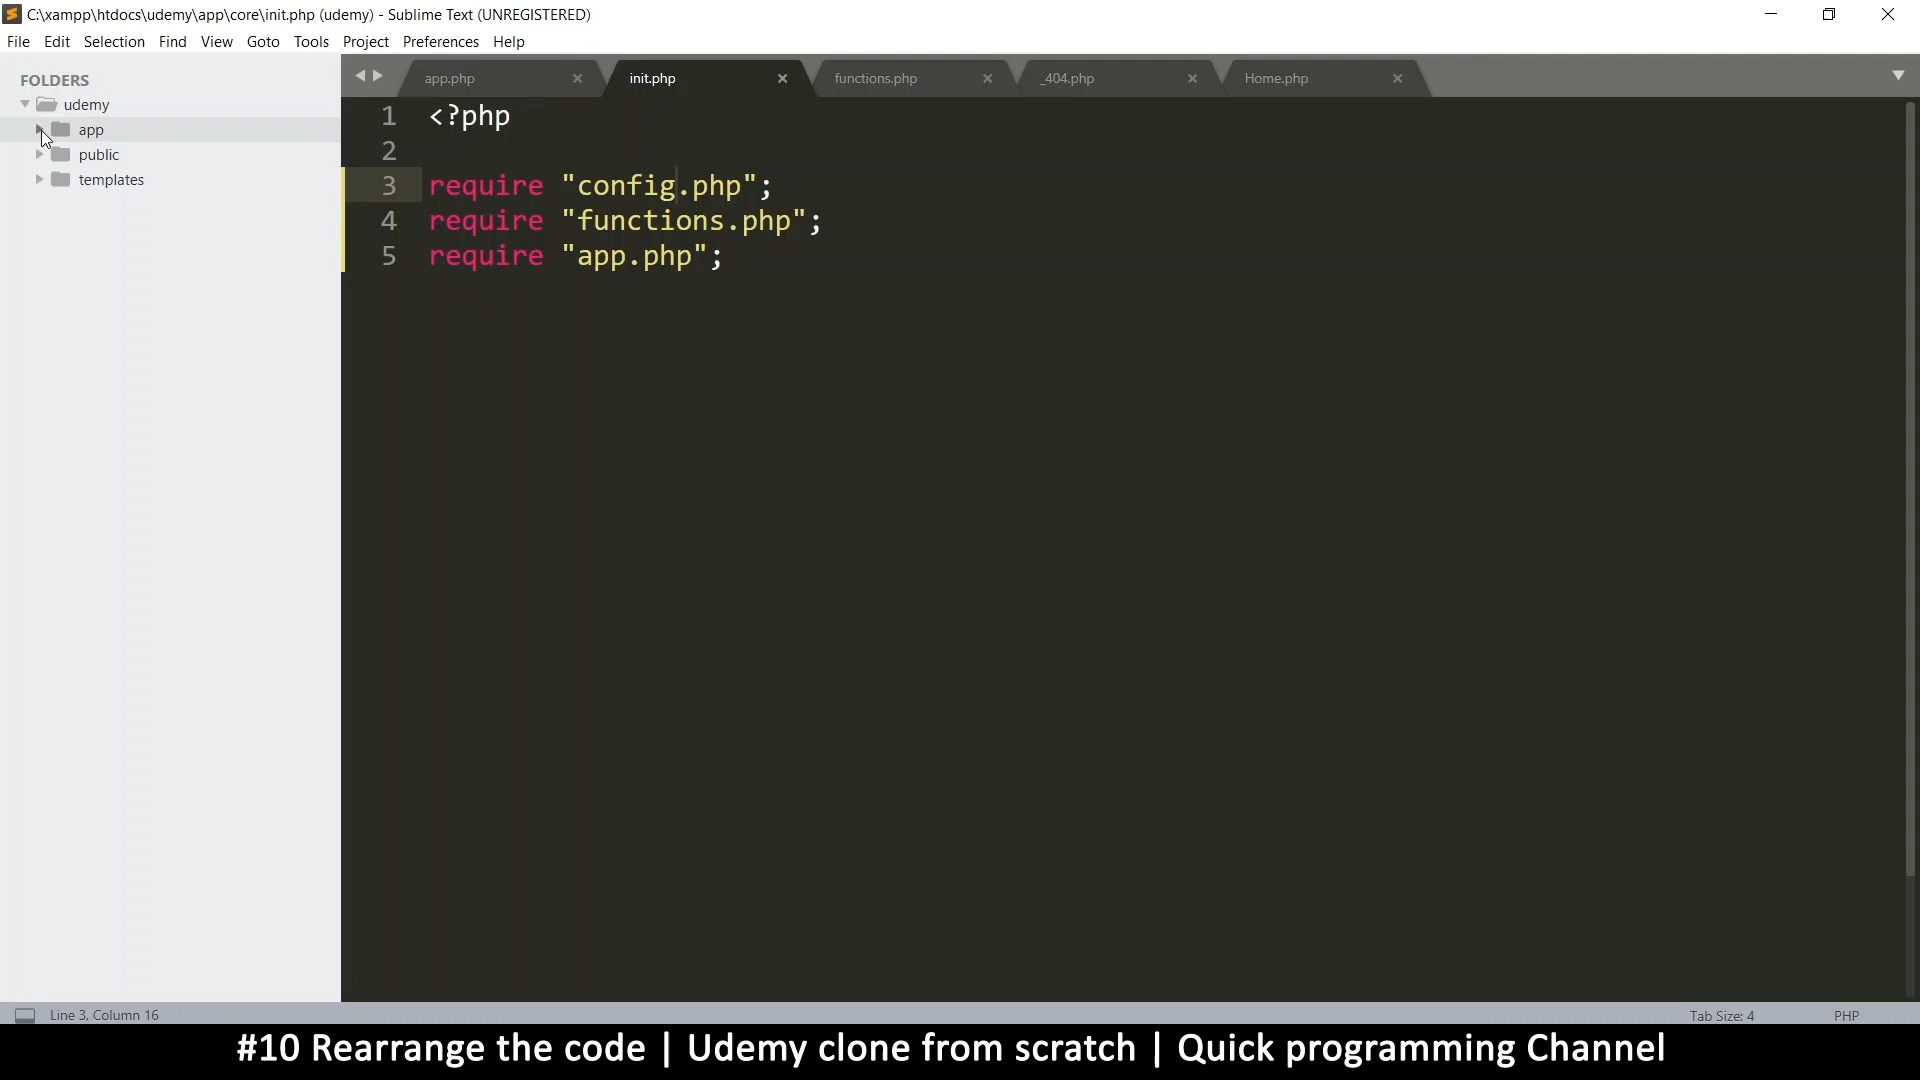 C:\xampp\htdocs\udemy\app\core\init.php (udemy) - Sublime Text (UNREGISTERED)
File Edit Selection Find View Goto Tools Project Preferences Help
FOLDERS
udemy
app
public
templates
app.php init.php functions.php _404.php Home.php
1 <?php
2
3 require "config.php";
4 require "functions.php";
5 require "app.php";
Line 3, Column 16 Tab Size: 4 PHP
#10 Rearrange the code | Udemy clone from scratch | Quick programming Channel